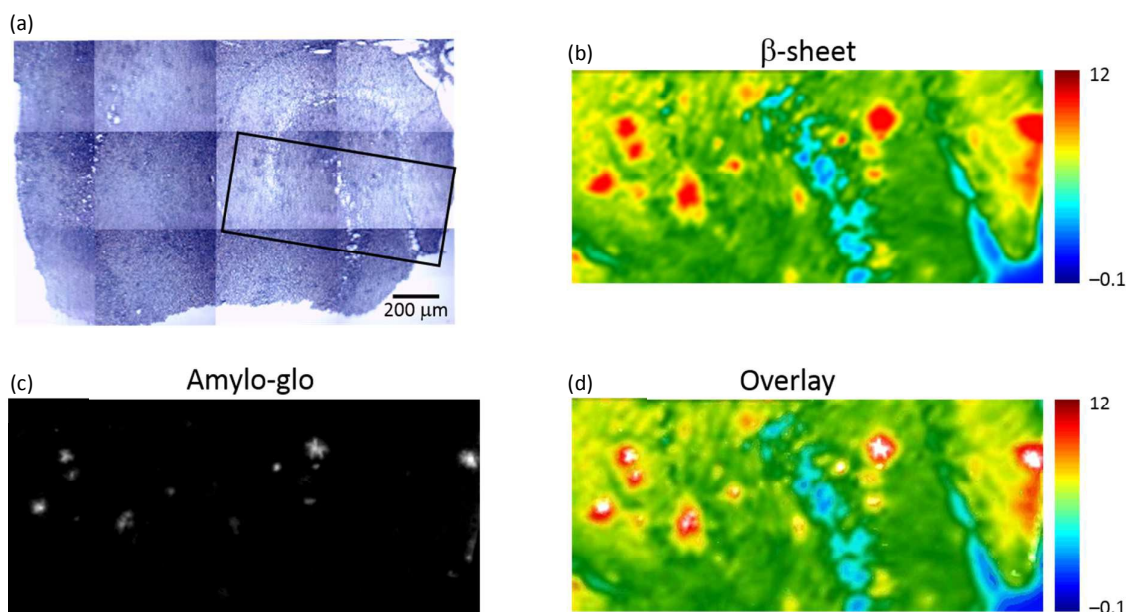 (a)
200 μm
(b)
β-sheet
12
–0.1
(c)
Amylo-glo
(d)
Overlay
12
–0.1